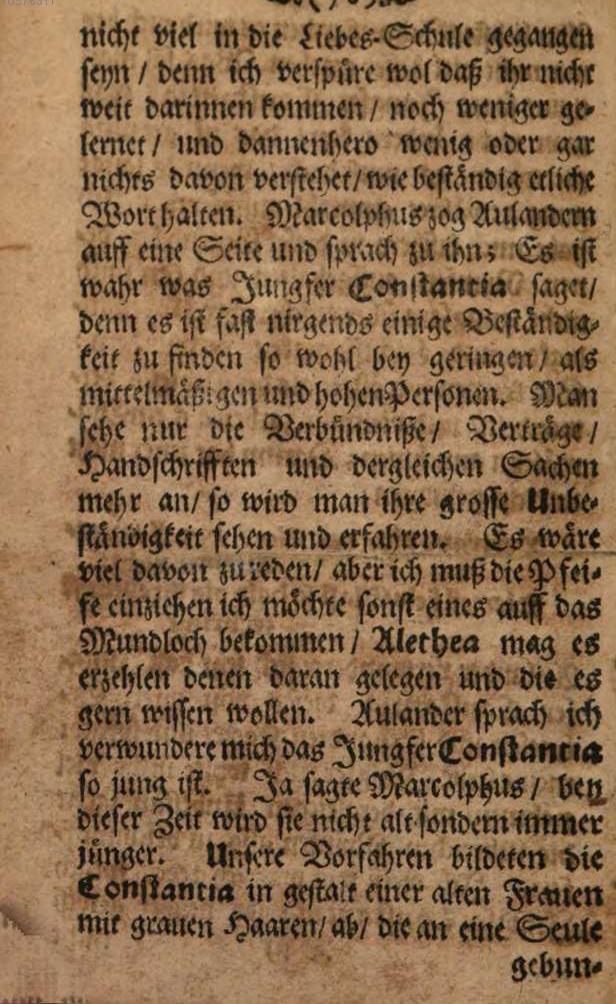 nicht viel in die Liebes-Schule gegangen
seyn / denn ich verspüre wol daß ihr nicht
weit darinnen kommen / noch weniger ge-
lernet / und dannenhero wenig oder gar
nichts davon verstehet / wie beständig etliche
Wort halten. Marcolphus zog Aulandern
auff eine Seite und sprach zu ihn; Es ist
wahr was Jungfer Constantia saget /
denn es ist fast nirgends einige Beständig-
keit zu finden so wohl bey geringen / als
mittelmäßigen und hohen Personen. Man
sehe nur die Verbündniße / Verträge /
Handschrifften und dergleichen Sachen
mehr an / so wird man ihre grosse Unbe-
ständigkeit sehen und erfahren. Es wäre
viel davon zu reden / aber ich muß die Pfei-
fe einziehen ich möchte sonst eines auff das
Mundloch bekommen / Alethea mag es
erzehlen denen daran gelegen und die es
gern wissen wollen. Aulander sprach ich
verwundere mich das Jungfer Constantia
so jung ist. Ja sagte Marcolphus / bey
dieser Zeit wird sie nicht alt sondern immer
jünger. Unsere Vorfahren bildeten die
Constantia in gestalt einer alten Frauen
mit grauen Haaren / ab / die an eine Seule
gebun-